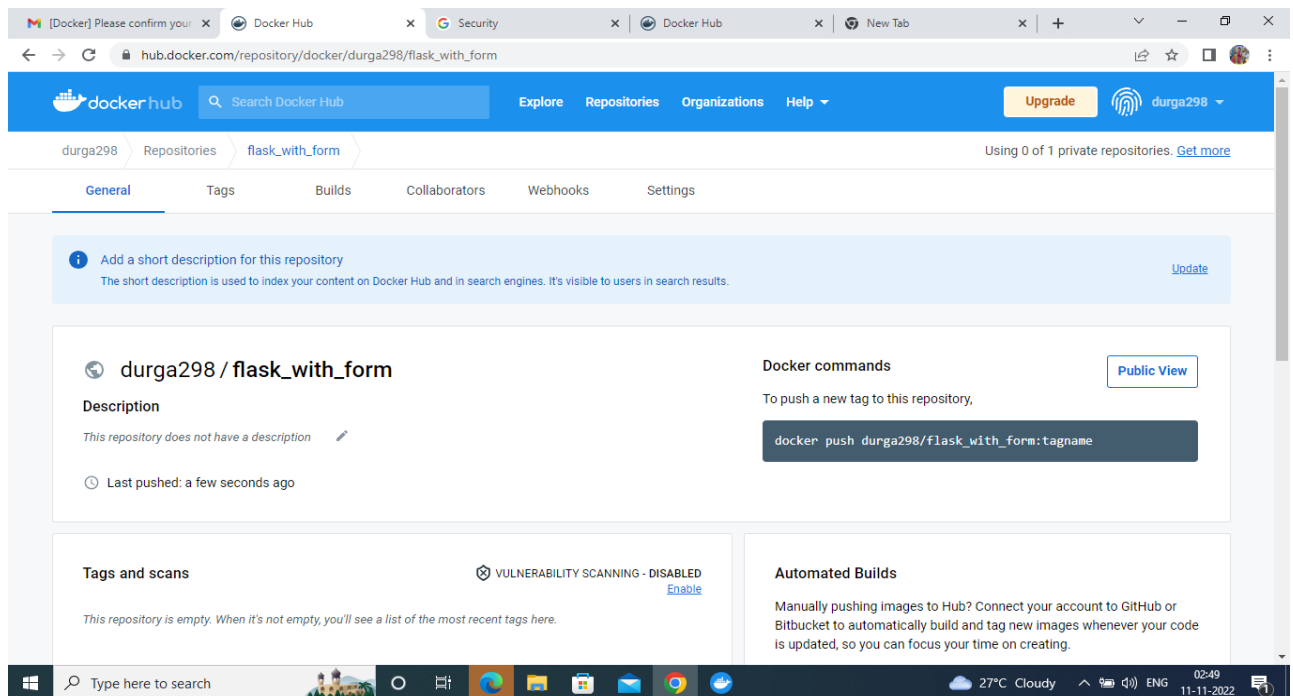 [Docker] Please confirm your
Docker Hub
Security
Docker Hub
New Tab
hub.docker.com/repository/docker/durga298/flask_with_form
dockerhub
Search Docker Hub
Explore
Repositories
Organizations
Help
Upgrade
durga298
durga298
Repositories
flask_with_form
Using 0 of 1 private repositories. Get more
General
Tags
Builds
Collaborators
Webhooks
Settings
Add a short description for this repository
The short description is used to index your content on Docker Hub and in search engines. It's visible to users in search results.
Update
durga298 / flask_with_form
Description
This repository does not have a description
Last pushed: a few seconds ago
Docker commands
Public View
To push a new tag to this repository,
docker push durga298/flask_with_form:tagname
Tags and scans
VULNERABILITY SCANNING - DISABLED
Enable
This repository is empty. When it's not empty, you'll see a list of the most recent tags here.
Automated Builds
Manually pushing images to Hub? Connect your account to GitHub or
Bitbucket to automatically build and tag new images whenever your code
is updated, so you can focus your time on creating.
Type here to search
27°C Cloudy
ENG
02:49
11-11-2022